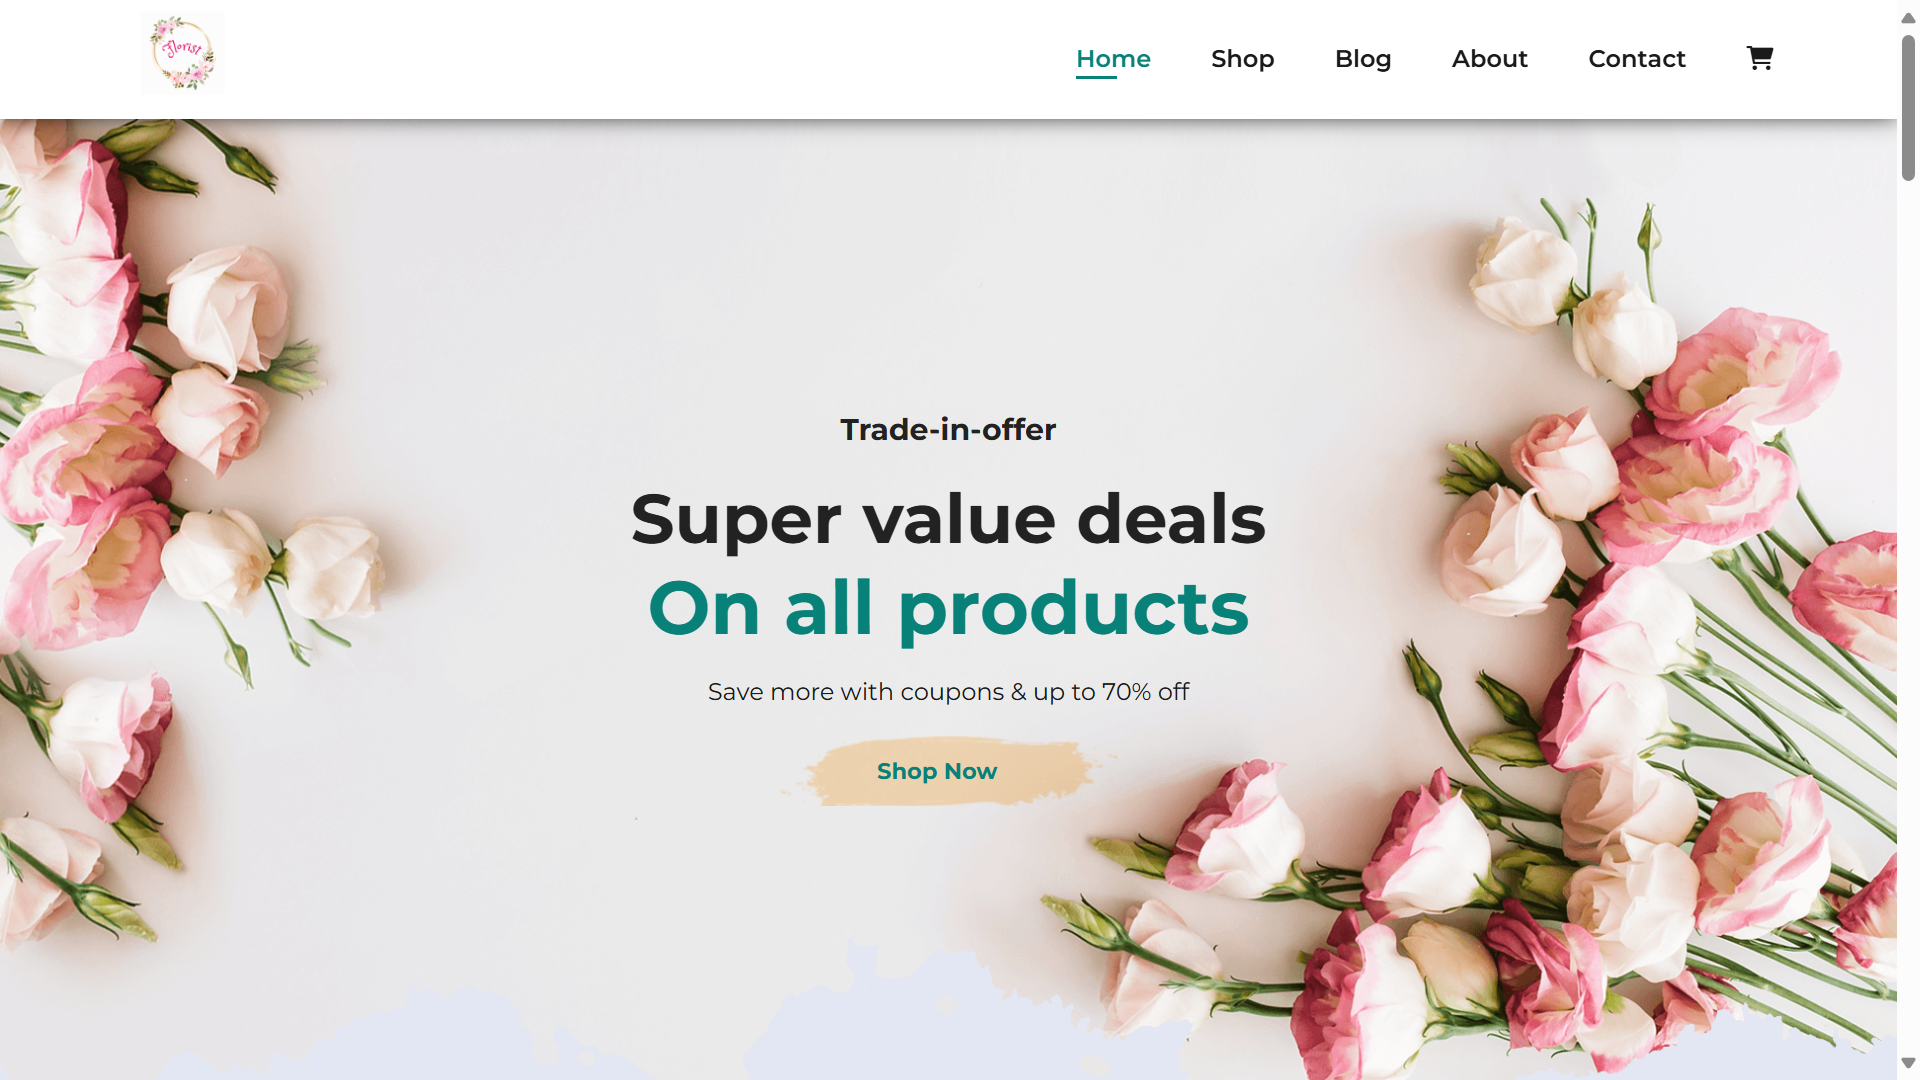 Florist
Home Shop Blog About Contact
Trade-in-offer
Super value deals
On all products
Save more with coupons & up to 70% off
Shop Now